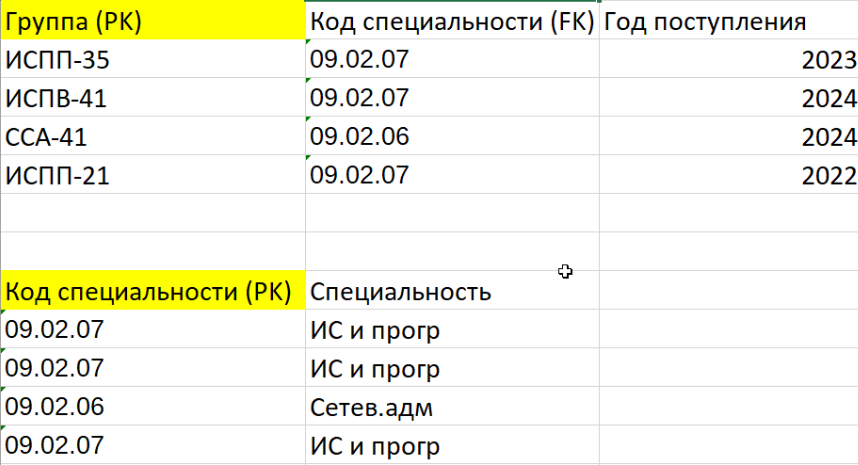 Группа (PK) Код специальности (FK) Год поступления
ИСПП-35 09.02.07 2023
ИСПВ-41 09.02.07 2024
ССА-41 09.02.06 2024
ИСПП-21 09.02.07 2022
Код специальности (PK) Специальность
09.02.07 ИС и прогр
09.02.07 ИС и прогр
09.02.06 Сетев.адм
09.02.07 ИС и прогр